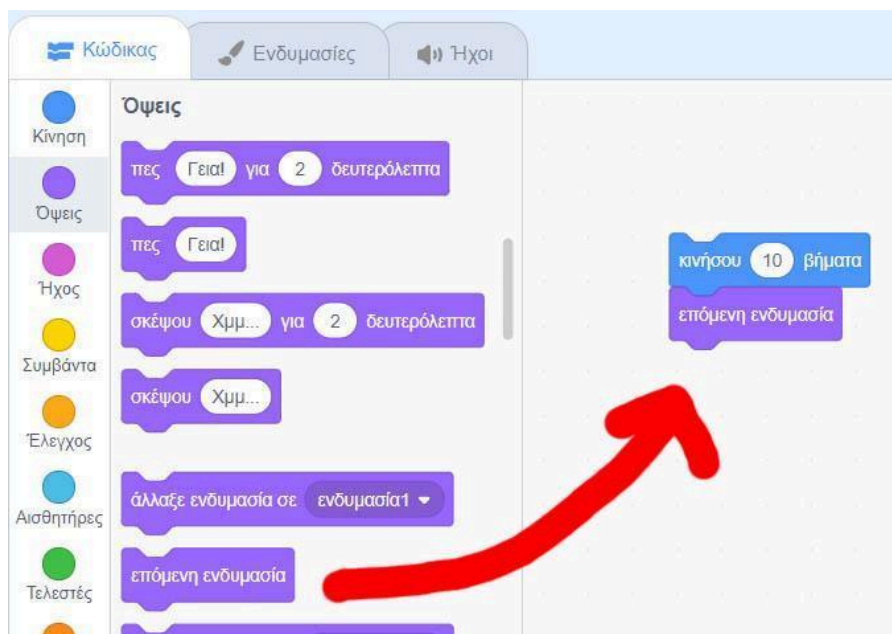 Κώδικας
Ενδυμασίες
Ήχοι
Κίνηση
Όψεις
Ήχος
Συμβάντα
Έλεγχος
Αισθητήρες
Τελεστές
Όψεις
πες Γεια! για 2 δευτερόλεπτα
πες Γεια!
σκέψου Χμμ... για 2 δευτερόλεπτα
σκέψου Χμμ...
άλλαξε ενδυμασία σε ενδυμασία1
επόμενη ενδυμασία
κινήσου 10 βήματα
επόμενη ενδυμασία